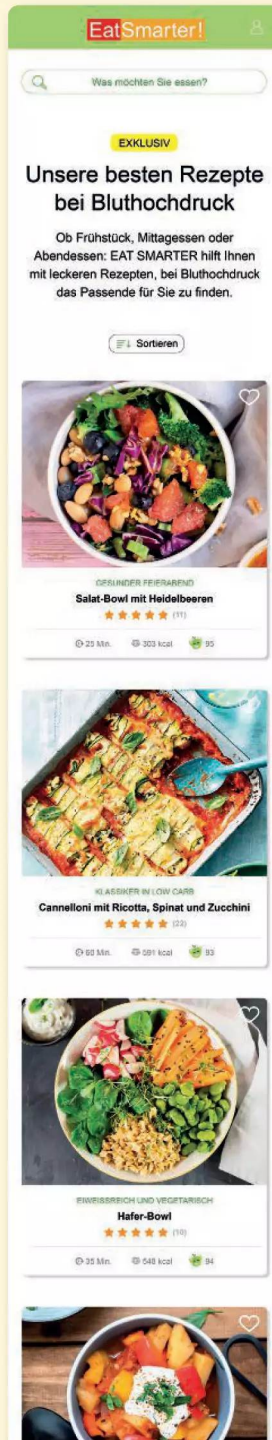 EatSmarter!
Was möchten Sie essen?
EXKLUSIV
Unsere besten Rezepte
bei Bluthochdruck
Ob Frühstück, Mittagessen oder
Abendessen: EAT SMARTER hilft Ihnen
mit leckeren Rezepten, bei Bluthochdruck
das Passende für Sie zu finden.
Sortieren
GESUNDER FEIERABEND
Salat-Bowl mit Heidelbeeren
(11)
25 Min. 303 kcal 95
KLASSIKER IN LOW CARB
Cannelloni mit Ricotta, Spinat und Zucchini
(22)
60 Min. 591 kcal 93
EIWEISSREICH UND VEGETARISCH
Hafer-Bowl
(10)
35 Min. 548 kcal 94